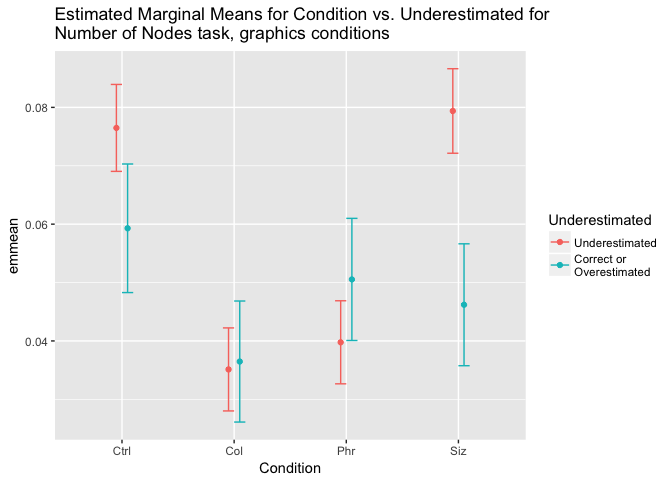 Estimated Marginal Means for Condition vs. Underestimated for
Number of Nodes task, graphics conditions
emmean
0.08
0.06
0.04
Ctrl
Col
Phr
Siz
Condition
Underestimated
Underestimated
Correct or
Overestimated